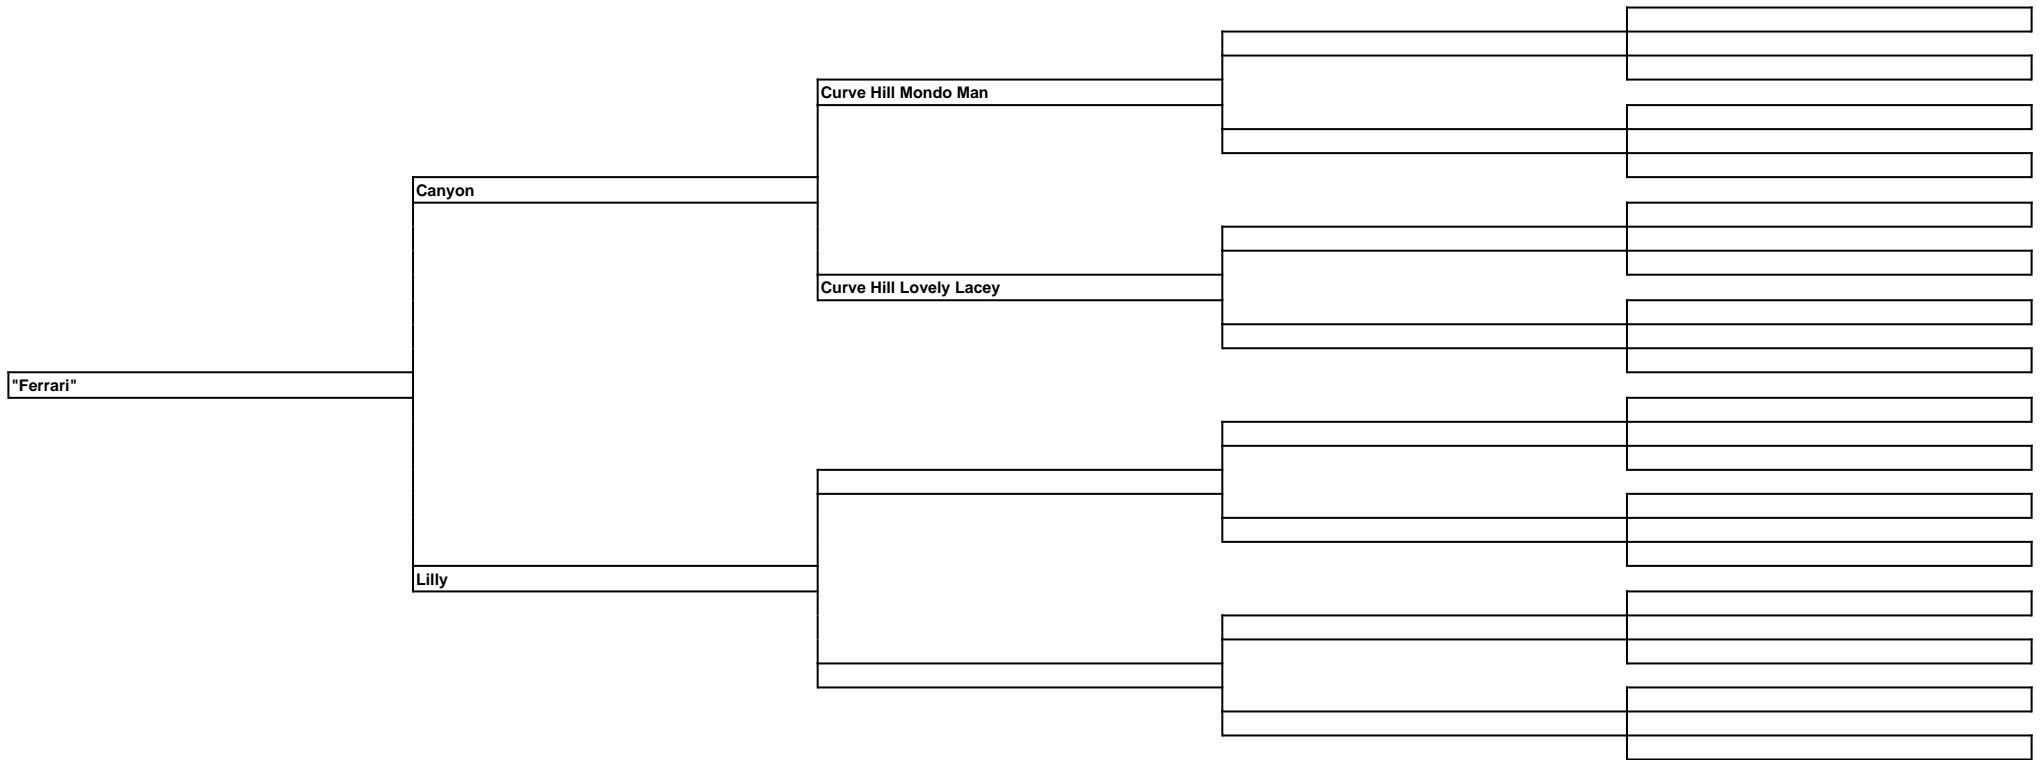 Curve Hill Mondo Man
Canyon
Curve Hill Lovely Lacey
"Ferrari"
Lilly